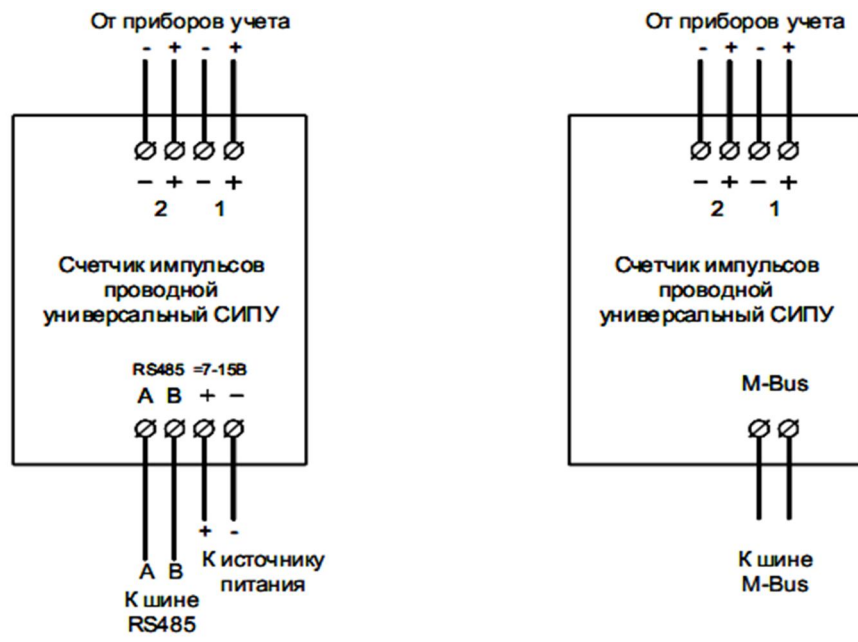 От приборов учета
- + - +
− + − +
2 1
Счетчик импульсов
проводной
универсальный СИПУ
RS485 =7-15В
A B + −
+ -
A B
К источнику
питания
К шине
RS485
От приборов учета
- + - +
− + − +
2 1
Счетчик импульсов
проводной
универсальный СИПУ
M-Bus
К шине
M-Bus